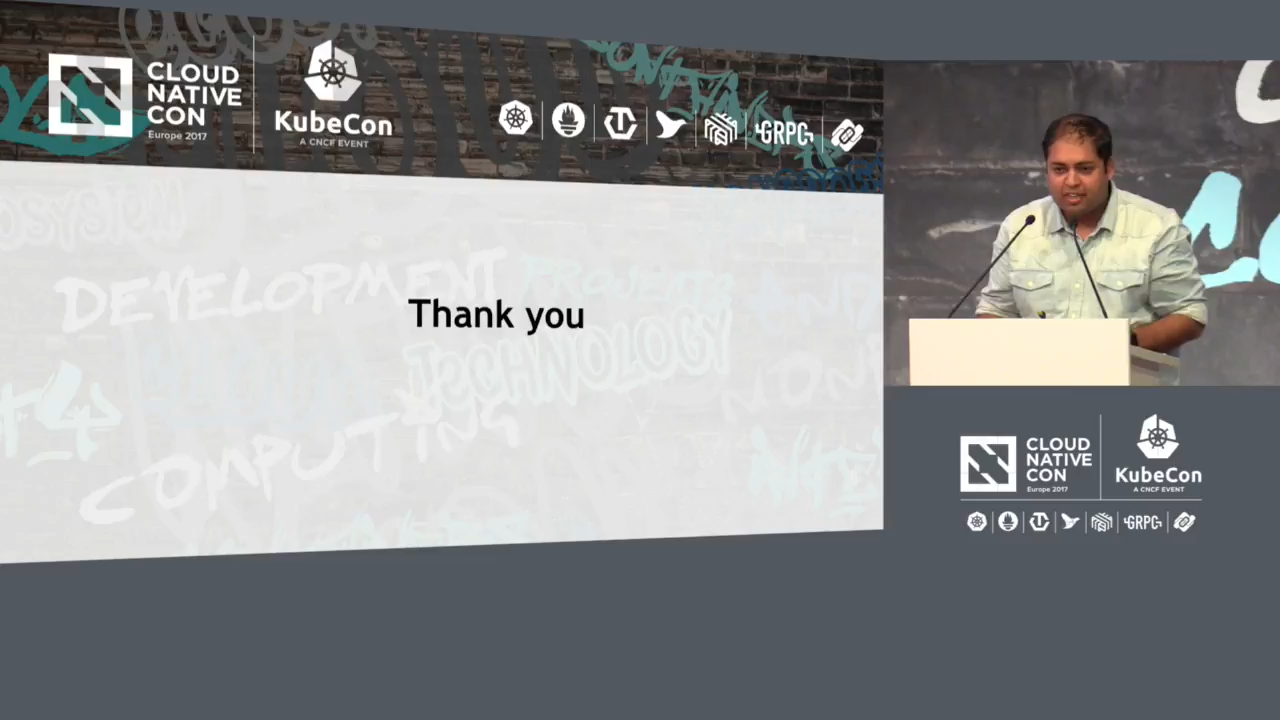 CLOUD
NATIVE
CON
Europe 2017
KubeCon
A CNCF EVENT
GRPC
DEVELOPMENT
PROJECTS
Thank you
TECHNOLOGY
COMPUTING
CLOUD
NATIVE
CON
Europe 2017
KubeCon
A CNCF EVENT
GRPC